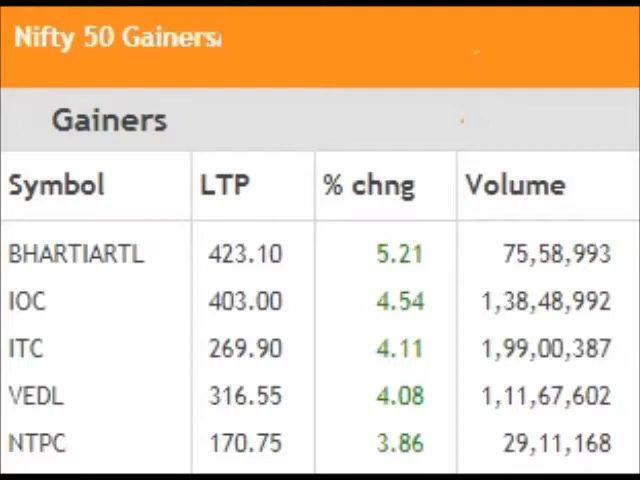 Nifty 50 Gainers/
Gainers
Symbol LTP % chng Volume
BHARTIARTL 423.10 5.21 75,58,993
IOC 403.00 4.54 1,38,48,992
ITC 269.90 4.11 1,99,00,387
VEDL 316.55 4.08 1,11,67,602
NTPC 170.75 3.86 29,11,168